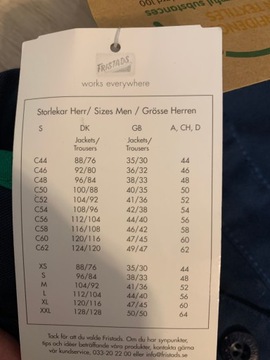 FRISTADS
works everywhere
Storlekar Herr/ Sizes Men / Grösse Herren
S DK GB A, CH, D
Jackets/ Jackets/
Trousers Trousers
C44 88/76 35/30 44
C46 92/80 36/32 46
C48 96/84 38/33 48
C50 100/88 40/35 50
C52 104/92 41/36 52
C54 108/96 42/38 54
C56 112/104 44/40 56
C58 116/108 46/42 58
C60 120/116 47/45 60
C62 124/120 49/47 62
XS 88/76 35/30 44
S 96/84 38/33 48
M 104/92 41/36 52
L 112/104 44/40 56
XL 120/116 47/45 60
XXL 128/128 50/50 64
Tack för att du valde Fristads. Om du har synpunkter,
tips eller idéer beträffande våra produkter, kontakta gärna
vår kundservice, 033 20 22 00 eller info@fristads.se
TEXTILES
substances